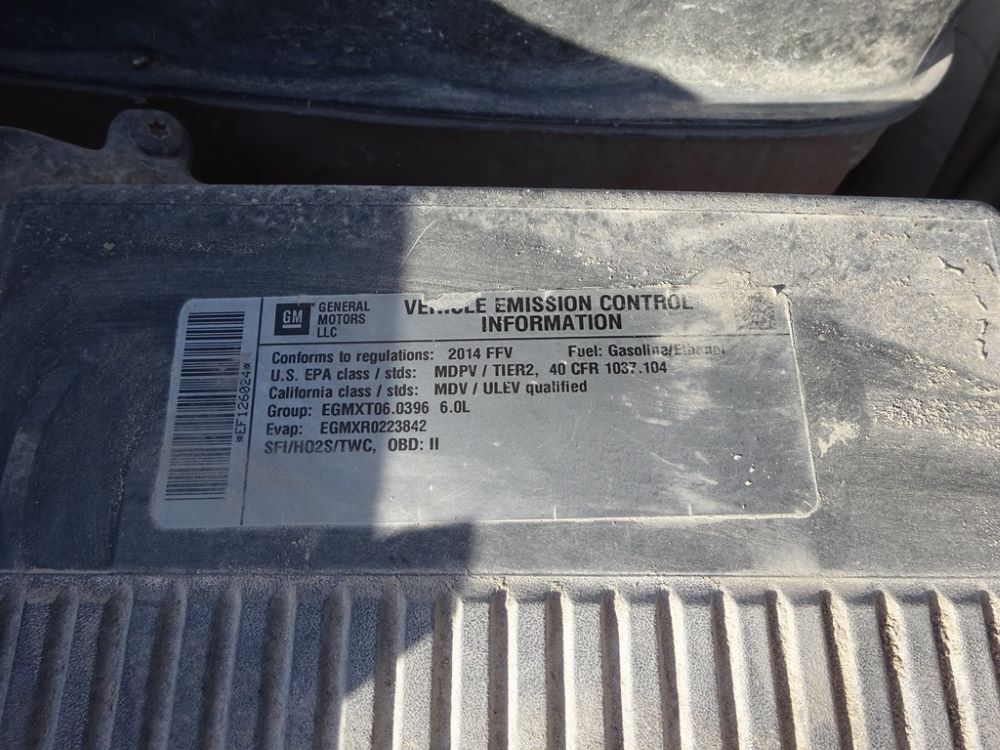 *EF126024*
GM
GENERAL
MOTORS
LLC
VEHICLE EMISSION CONTROL
INFORMATION
Conforms to regulations: 2014 FFV Fuel: Gasoline/Ethanol
U.S. EPA class / stds: MDPV / TIER2, 40 CFR 1037.104
California class / stds: MDV / ULEV qualified
Group: EGMXT06.0396 6.0L
Evap: EGMXR0223842
SFI/HO2S/TWC, OBD: II